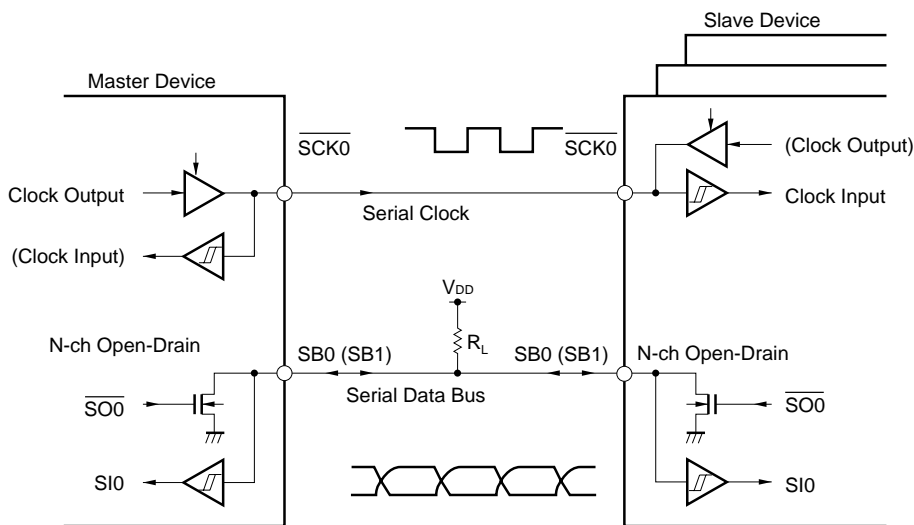 Slave Device
Master Device
SCK0
SCK0
(Clock Output)
Clock Output
Serial Clock
Clock Input
(Clock Input)
VDD
RL
N-ch Open-Drain
SB0 (SB1)
SB0 (SB1)
N-ch Open-Drain
Serial Data Bus
SO0
SO0
SI0
SI0